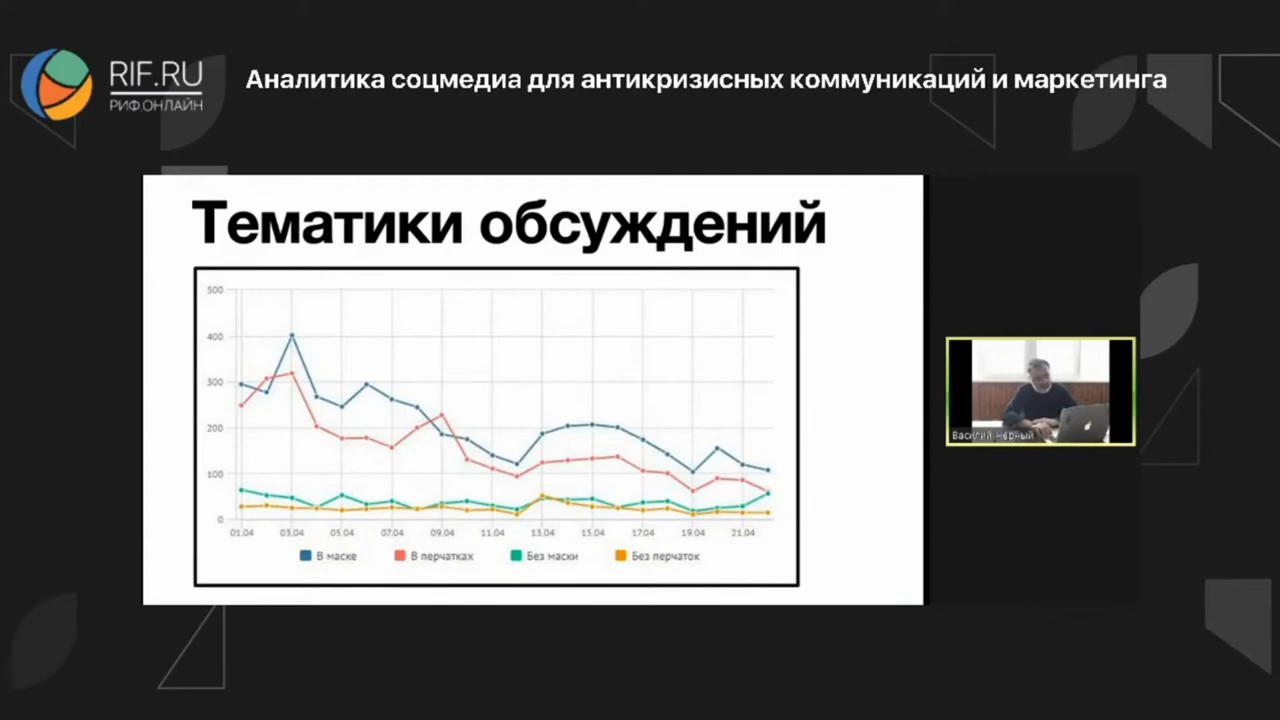 RIF.RU
РИФ.ОНЛАЙН
Аналитика соцмедиа для антикризисных коммуникаций и маркетинга
Тематики обсуждений
500
400
300
200
100
0
01.04 03.04 05.04 07.04 09.04 11.04 13.04 15.04 17.04 19.04 21.04
В маске В перчатках Без маски Без перчаток
Василий Черный